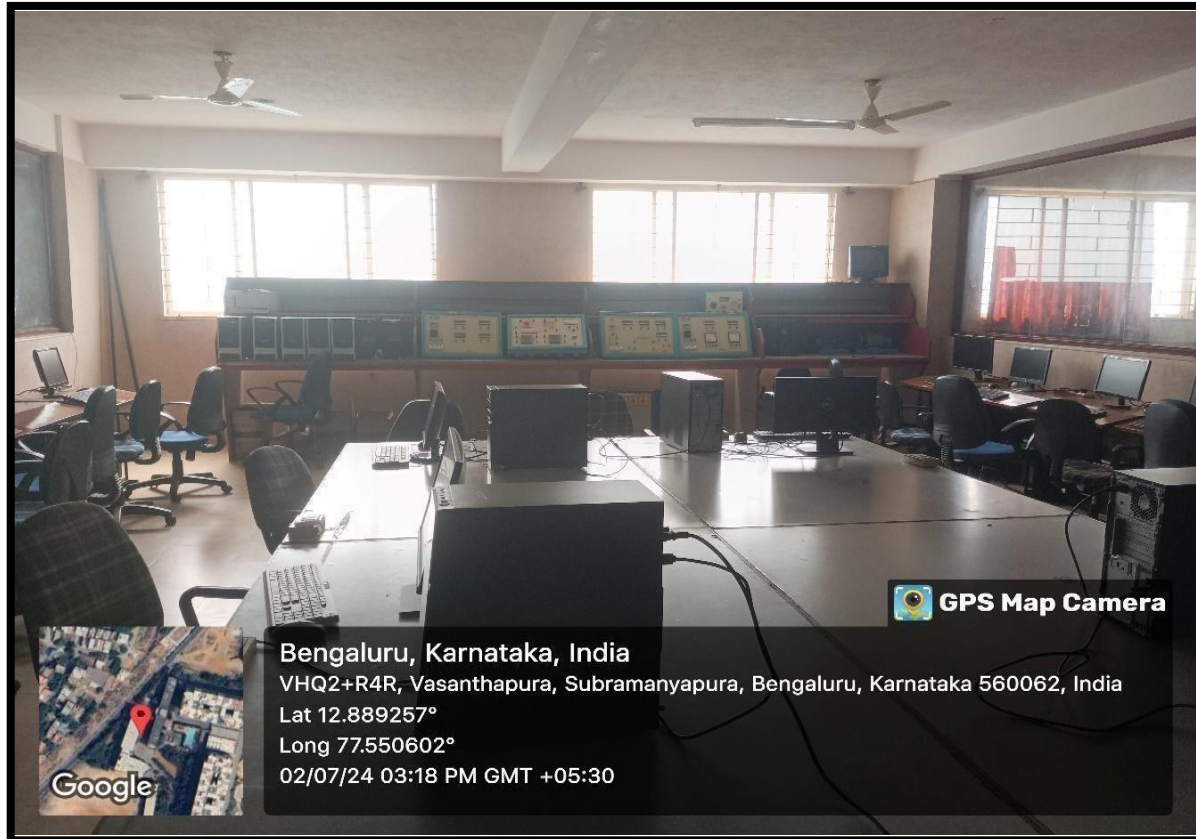 GPS Map Camera
Bengaluru, Karnataka, India
VHQ2+R4R, Vasanthapura, Subramanyapura, Bengaluru, Karnataka 560062, India
Lat 12.889257°
Long 77.550602°
02/07/24 03:18 PM GMT +05:30
Google